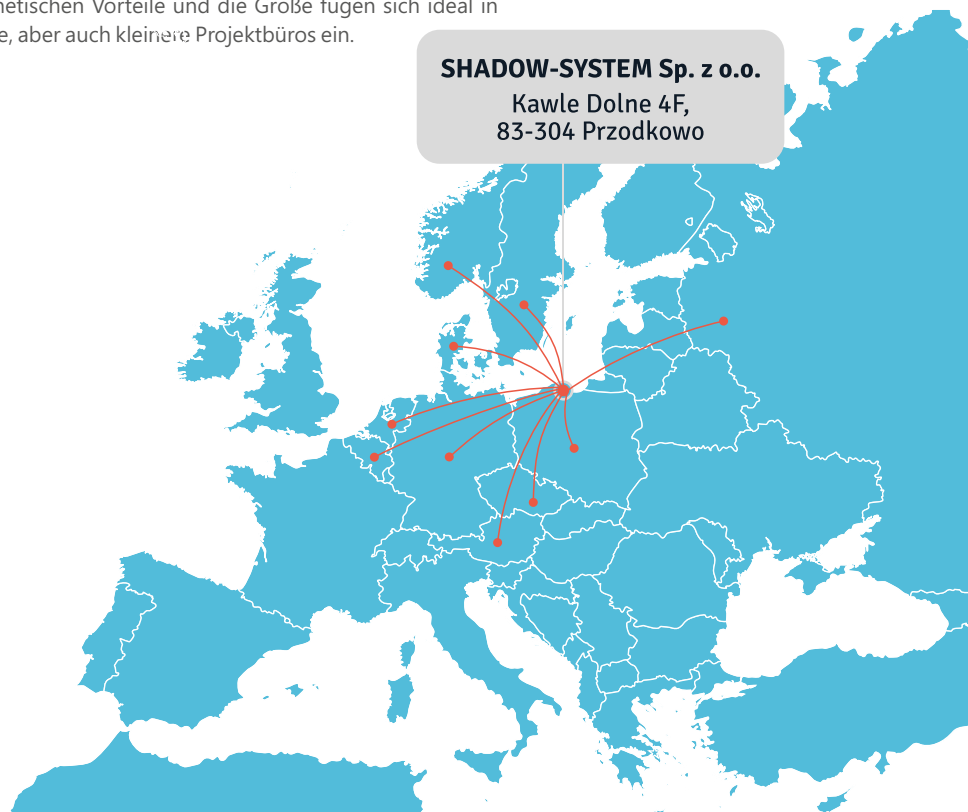 netischen Vorteile und die Größe fügen sich ideal in
e, aber auch kleinere Projektbüros ein.
SHADOW-SYSTEM Sp. z o.o.
Kawle Dolne 4F,
83-304 Przodkowo